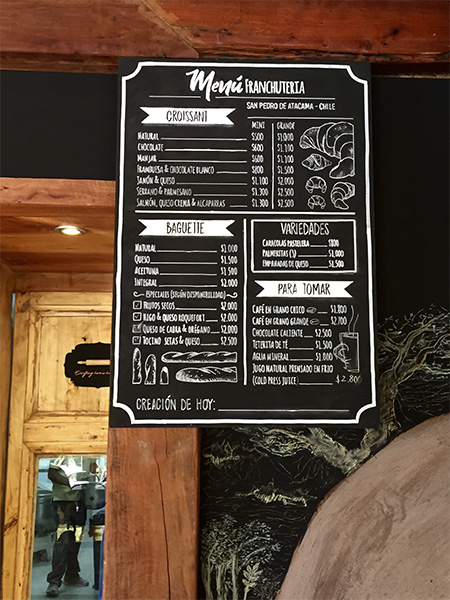 Menú FRANCHUTERIA
SAN PEDRO DE ATACAMA - CHILE
CROISSANT
MINI GRANDE
NATURAL $500 $1.000
CHOCOLATE $600 $1.100
MANJAR $600 $1.100
FRAMBUESA & CHOCOLATE BLANCO $800 $1.500
JAMÓN & QUESO $1.100 $2.000
SERRANO & PARMESANO $1.300 $2.500
SALMÓN, QUESO CREMA & ALCAPARRAS $1.300 $2.500
BAGUETTE
NATURAL $1.000
QUESO $1.500
ACEITUNA $1.500
INTEGRAL $2.000
ESPECIALES (SEGÚN DISPONIBILIDAD)
FRUTOS SECOS $2.000
HIGO & QUESO ROQUEFORT $2.000
QUESO DE CABRA & ORÉGANO $2.000
TOCINO SETAS & QUESO $2.500
VARIEDADES
CARACOLAS PASTELERA $800
PALMERITAS (3) $1.000
EMPANADAS DE QUESO $1.500
PARA TOMAR
CAFÉ EN GRANO CHICO $1.800
CAFÉ EN GRANO GRANDE $2.200
CHOCOLATE CALIENTE $2.500
TETERITA DE TÉ $1.500
AGUA MINERAL $1.000
JUGO NATURAL PRENSADO EN FRIO
(COLD PRESS JUICE) $2.800
CREACIÓN DE HOY: